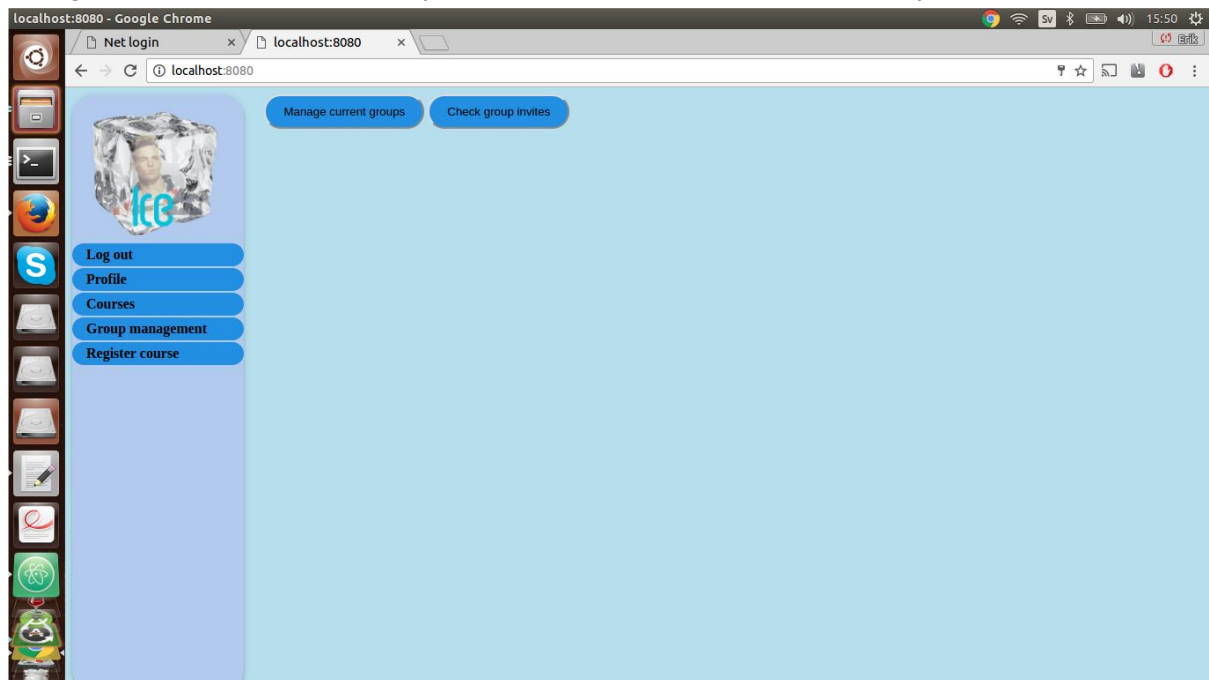 localhost:8080 - Google Chrome
Sv
15:50
Net login
localhost:8080
Erik
localhost:8080
Manage current groups
Check group invites
ICE
Log out
Profile
Courses
Group management
Register course